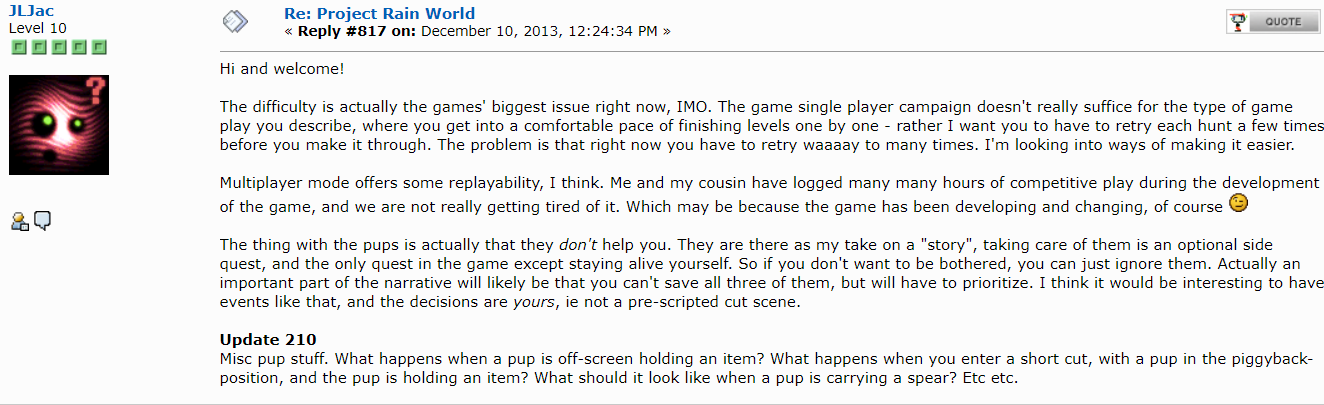 JLJac
Level 10
Re: Project Rain World
« Reply #817 on: December 10, 2013, 12:24:34 PM »
QUOTE
Hi and welcome!
The difficulty is actually the games' biggest issue right now, IMO. The game single player campaign doesn't really suffice for the type of game
play you describe, where you get into a comfortable pace of finishing levels one by one - rather I want you to have to retry each hunt a few times
before you make it through. The problem is that right now you have to retry waaaay to many times. I'm looking into ways of making it easier.
Multiplayer mode offers some replayability, I think. Me and my cousin have logged many many hours of competitive play during the development
of the game, and we are not really getting tired of it. Which may be because the game has been developing and changing, of course
The thing with the pups is actually that they don't help you. They are there as my take on a "story", taking care of them is an optional side
quest, and the only quest in the game except staying alive yourself. So if you don't want to be bothered, you can just ignore them. Actually an
important part of the narrative will likely be that you can't save all three of them, but will have to prioritize. I think it would be interesting to have
events like that, and the decisions are yours, ie not a pre-scripted cut scene.
Update 210
Misc pup stuff. What happens when a pup is off-screen holding an item? What happens when you enter a short cut, with a pup in the piggyback-
position, and the pup is holding an item? What should it look like when a pup is carrying a spear? Etc etc.